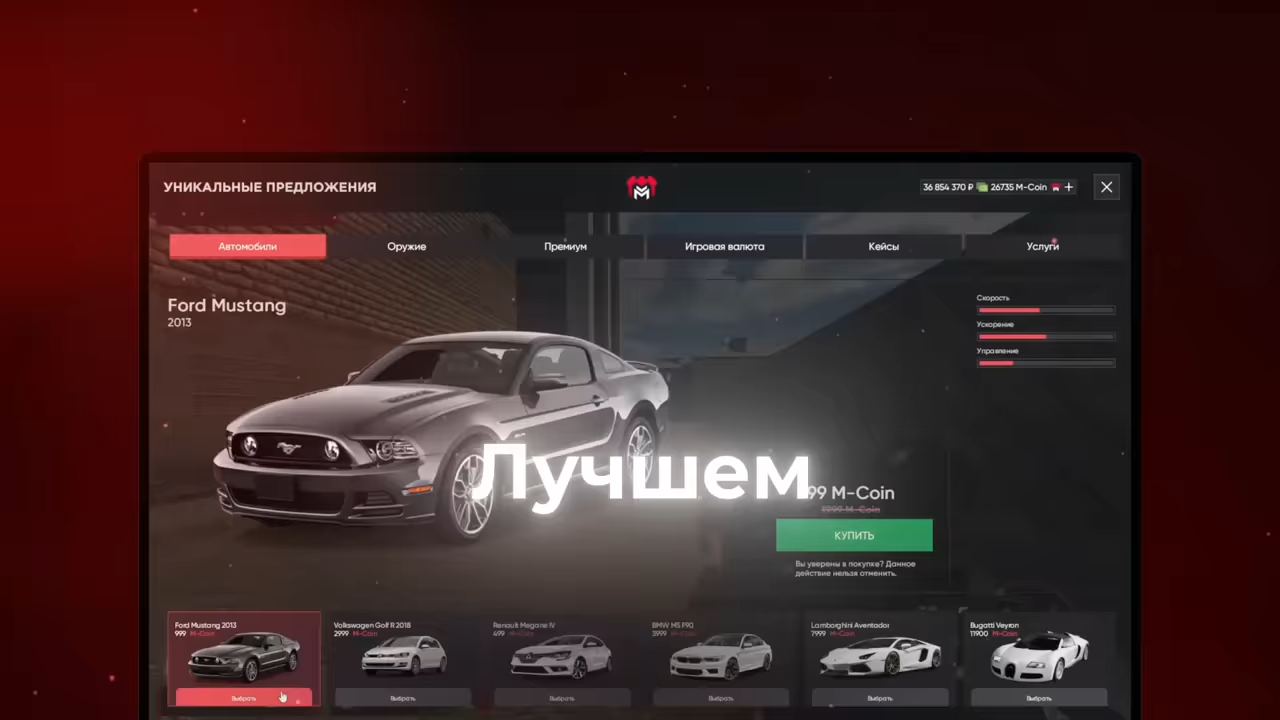 УНИКАЛЬНЫЕ ПРЕДЛОЖЕНИЯ
36 854 370 ₽ 26735 M-Coin
Автомобили
Оружие
Премиум
Игровая валюта
Кейсы
Услуги
Ford Mustang
2013
Скорость
Ускорение
Управление
Лучшем
99 M-Coin
1999 M-Coin
КУПИТЬ
Вы уверены в покупке? Данное
действие нельзя отменить.
Ford Mustang 2013
999 M-Coin
Выбрать
Volkswagen Golf R 2018
2999 M-Coin
Выбрать
Renault Megane IV
499 M-Coin
Выбрать
BMW M5 F90
3999 M-Coin
Выбрать
Lamborghini Aventador
7999 M-Coin
Выбрать
Bugatti Veyron
11900 M-Coin
Выбрать